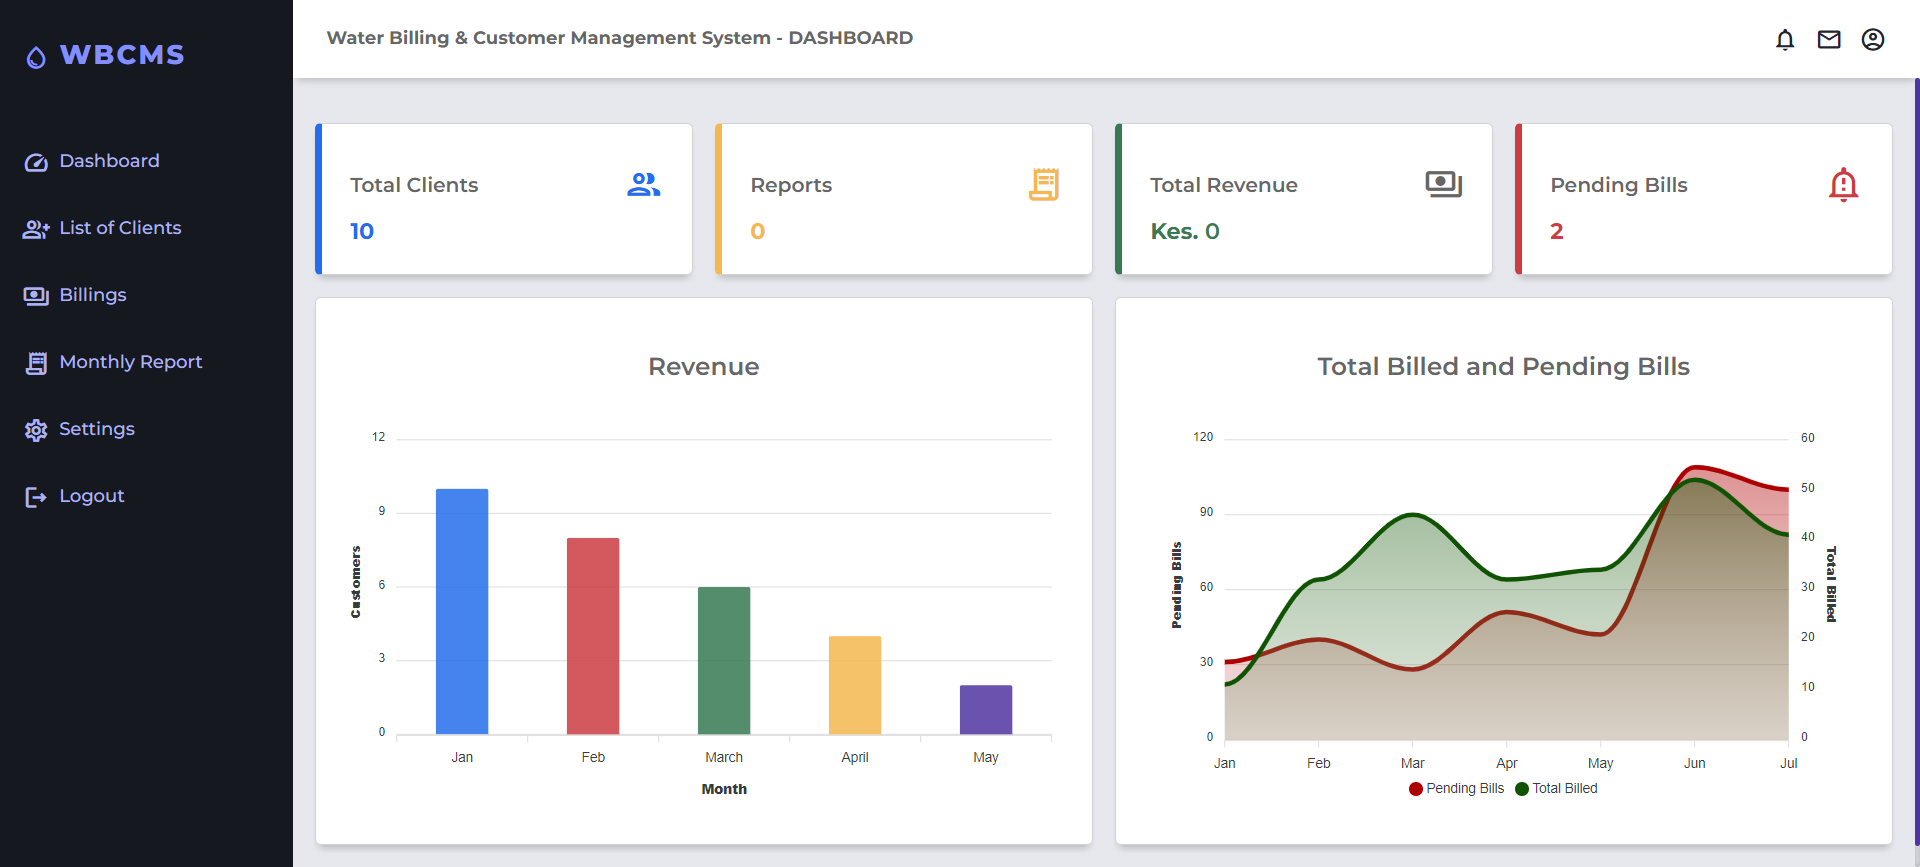 WBCMS
Dashboard
List of Clients
Billings
Monthly Report
Settings
Logout
Water Billing & Customer Management System - DASHBOARD
Total Clients
10
Reports
0
Total Revenue
Kes. 0
Pending Bills
2
Revenue
12
9
6
3
0
Customers
Jan Feb March April May
Month
Total Billed and Pending Bills
120
90
60
30
0
Pending Bills
60
50
40
30
20
10
0
Total Billed
Jan Feb Mar Apr May Jun Jul
Pending Bills Total Billed